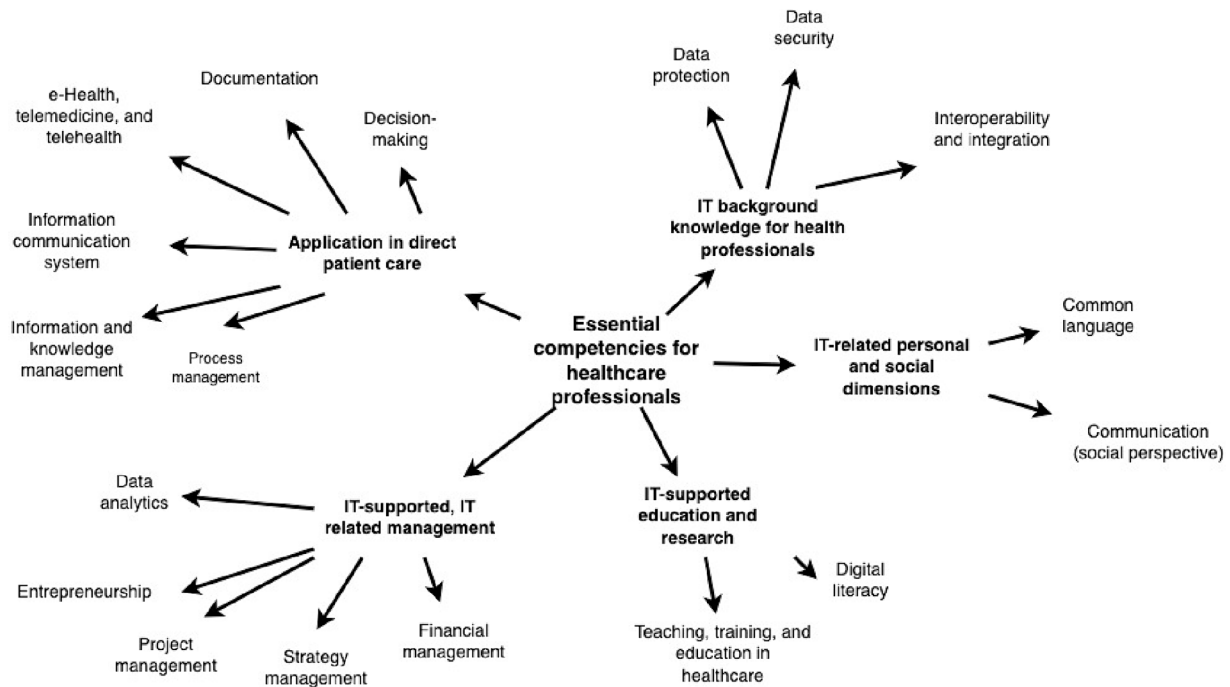 Data
security
Data
protection
Documentation
e-Health,
telemedicine, and
telehealth
Decision-
making
Interoperability
and integration
IT background
knowledge for health
professionals
Information
communication
system
Application in direct
patient care
Information and
knowledge
management
Process
management
Essential
competencies for
healthcare
professionals
Common
language
IT-related personal
and social
dimensions
Communication
(social perspective)
Data
analytics
IT-supported, IT
related management
IT-supported
education and
research
Entrepreneurship
Project
management
Strategy
management
Financial
management
Digital
literacy
Teaching, training, and
education in
healthcare